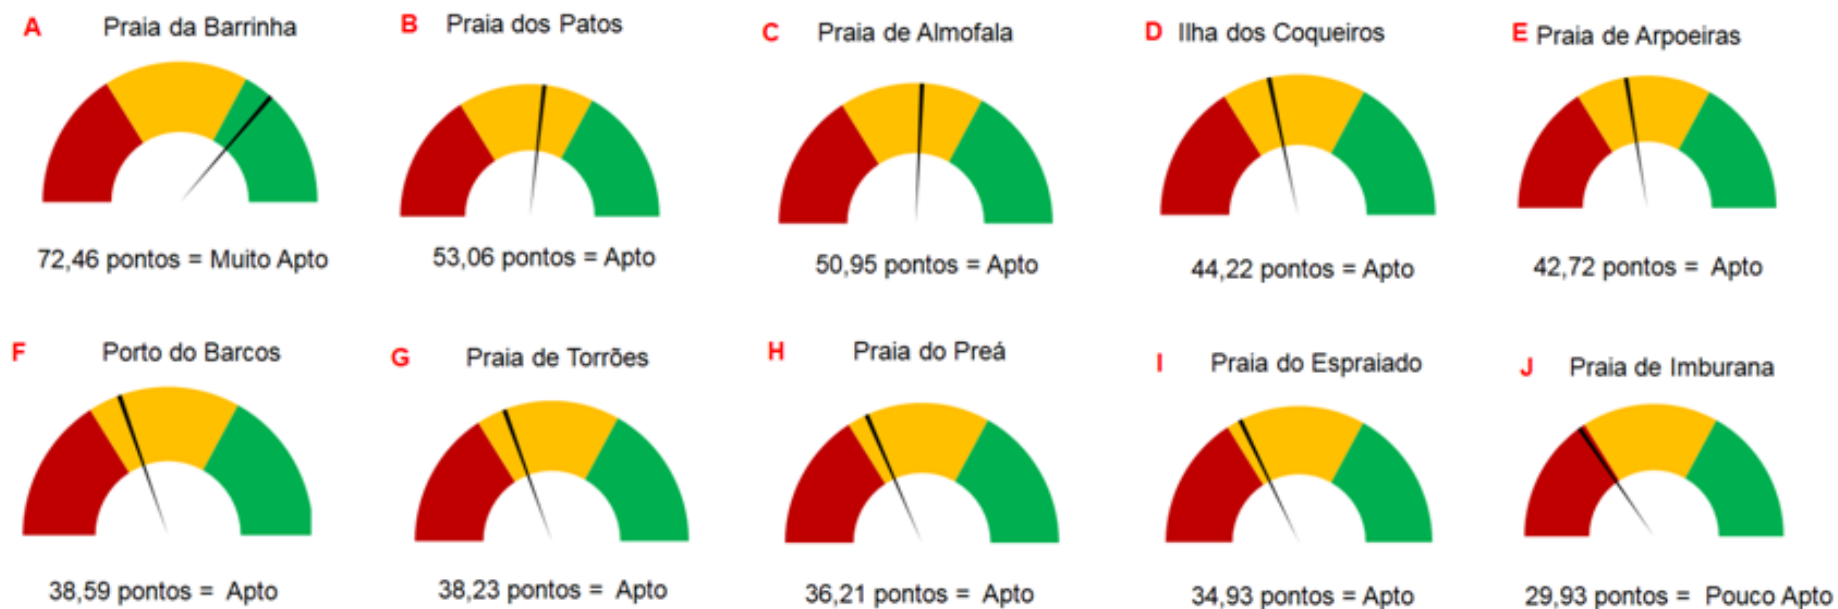 A Praia da Barrinha
B Praia dos Patos
C Praia de Almofala
D Ilha dos Coqueiros
E Praia de Arpoeiras
72,46 pontos = Muito Apto
53,06 pontos = Apto
50,95 pontos = Apto
44,22 pontos = Apto
42,72 pontos = Apto
F Porto do Barcos
G Praia de Torrões
H Praia do Preá
I Praia do Espraiado
J Praia de Imburana
38,59 pontos = Apto
38,23 pontos = Apto
36,21 pontos = Apto
34,93 pontos = Apto
29,93 pontos = Pouco Apto